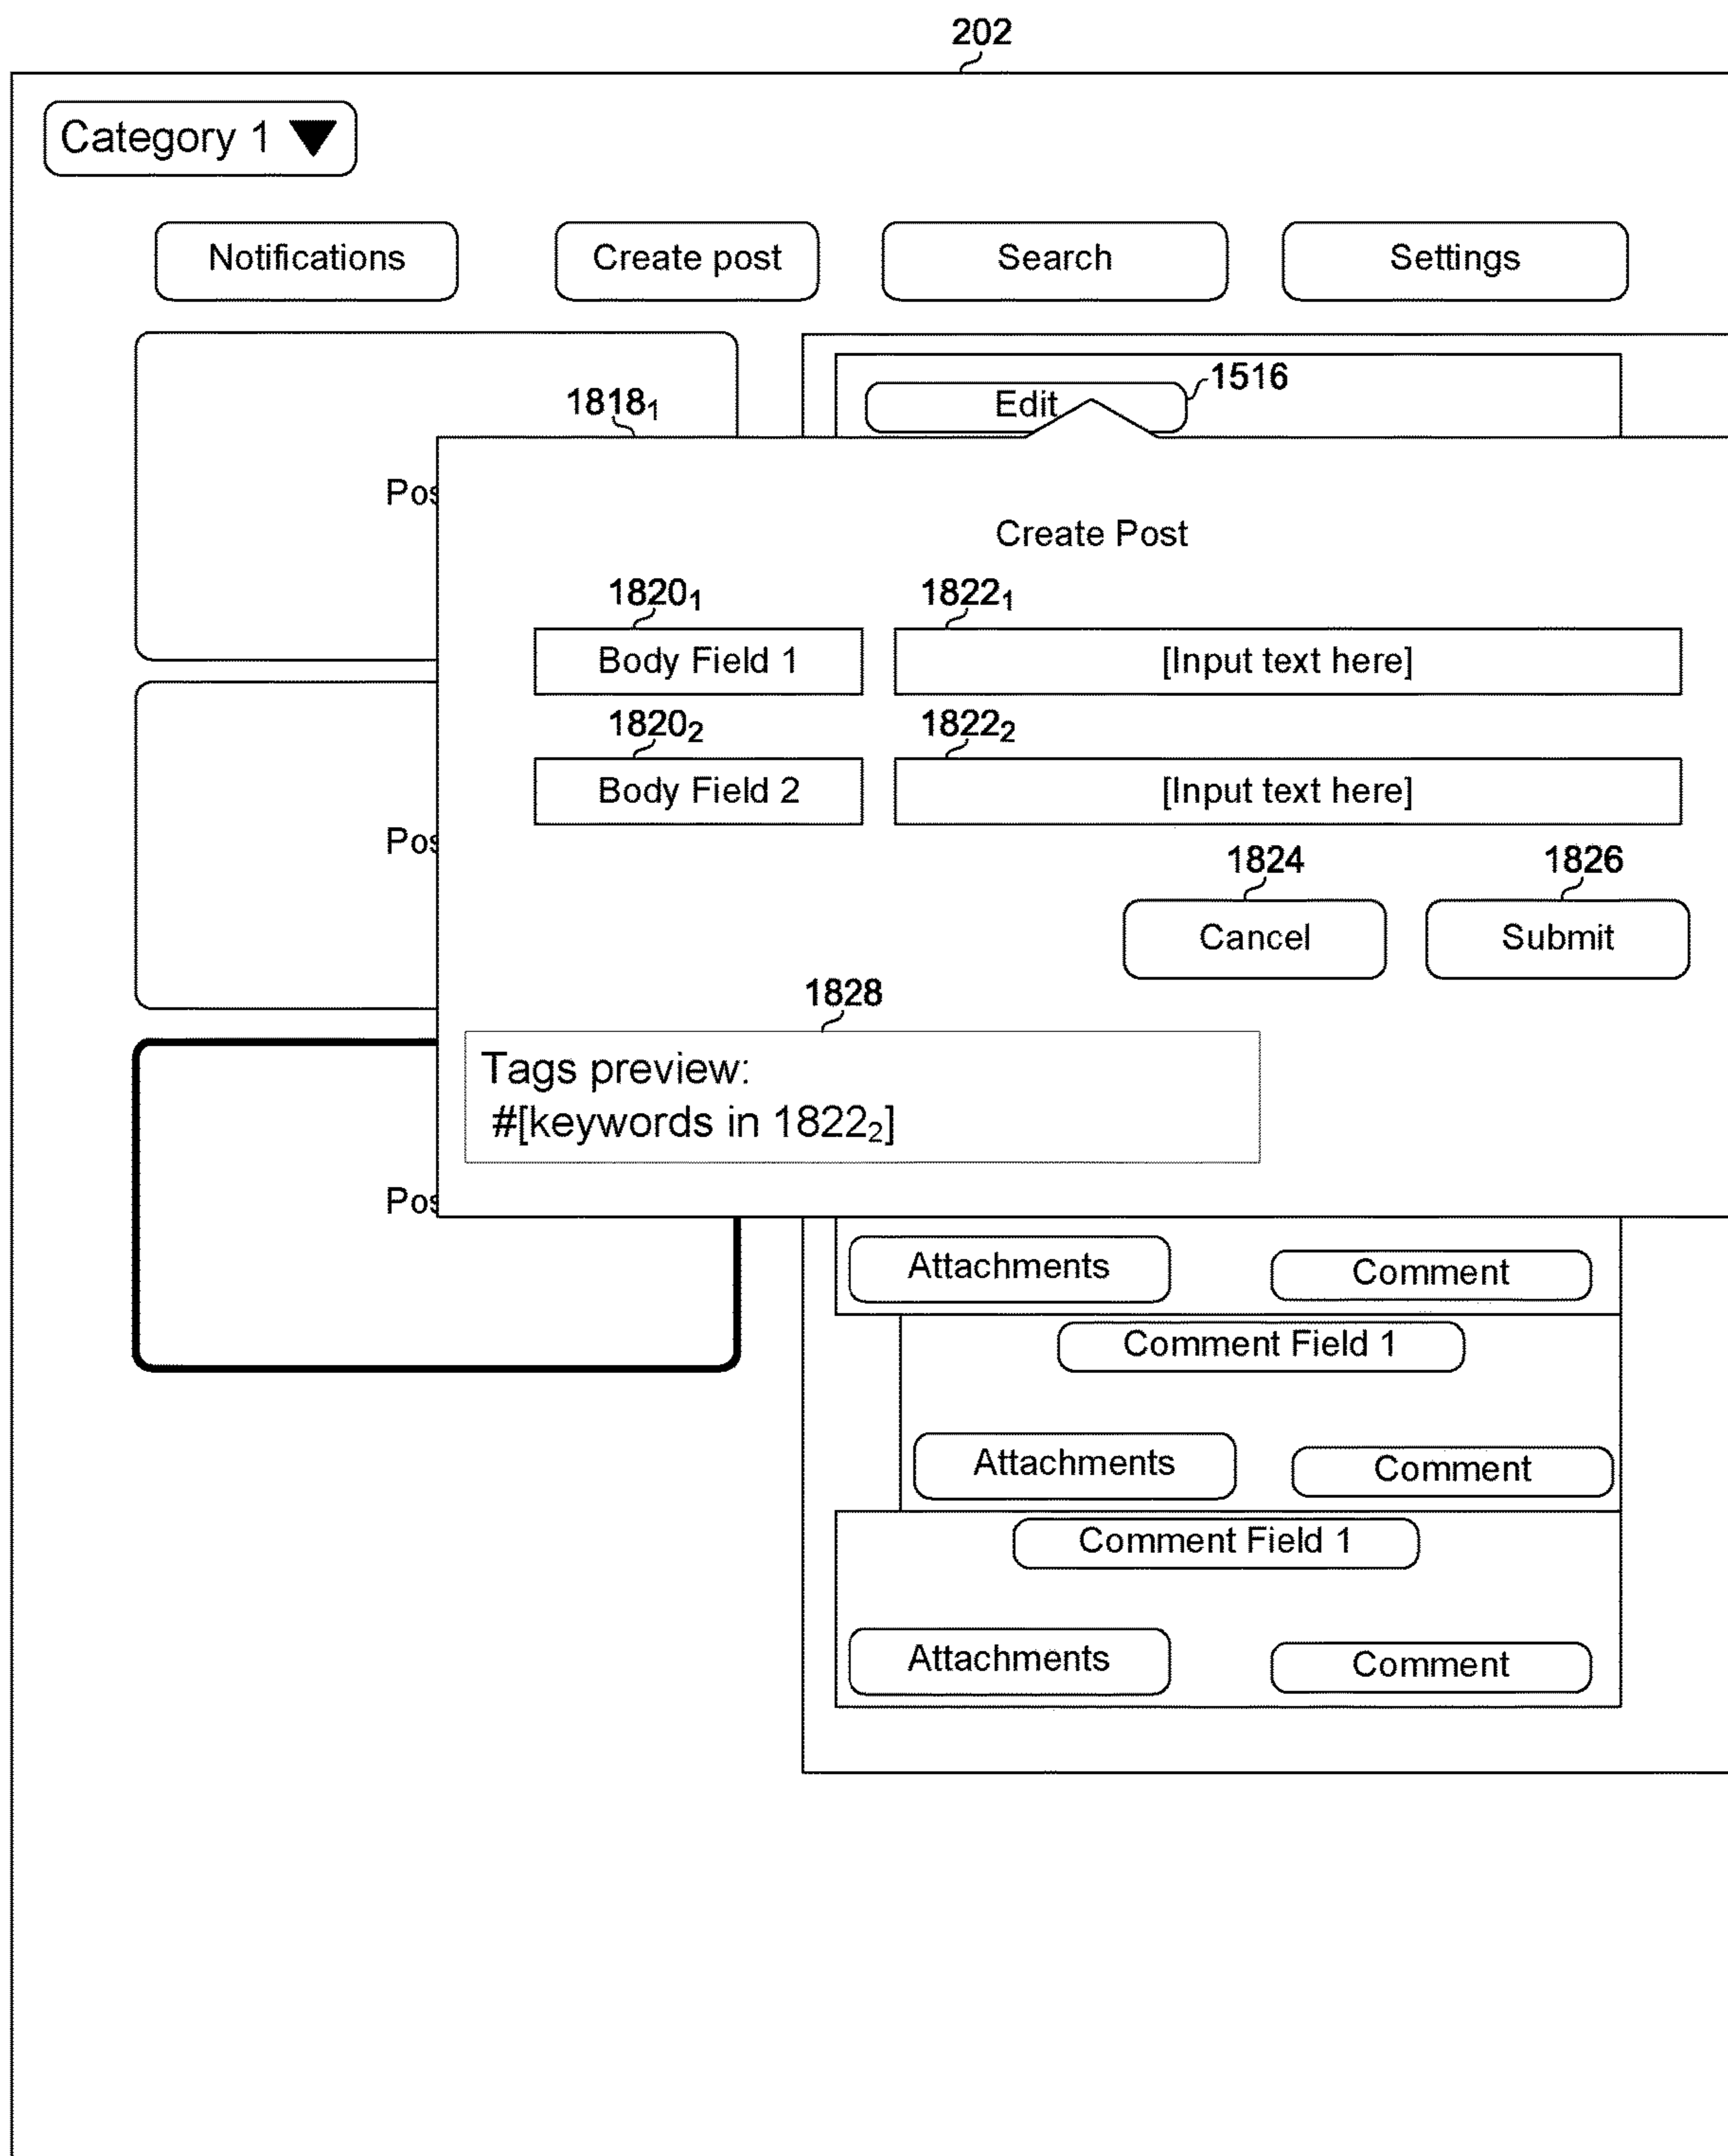 202
Category 1
Notifications Create post Search Settings
1516
Edit
1818₁
Pos
Create Post
1820₁ 1822₁
Body Field 1 [Input text here]
1820₂ 1822₂
Body Field 2 [Input text here]
Pos
1824 1826
Cancel Submit
1828
Tags preview:
#[keywords in 1822₂]
Pos
Attachments Comment
Comment Field 1
Attachments Comment
Comment Field 1
Attachments Comment